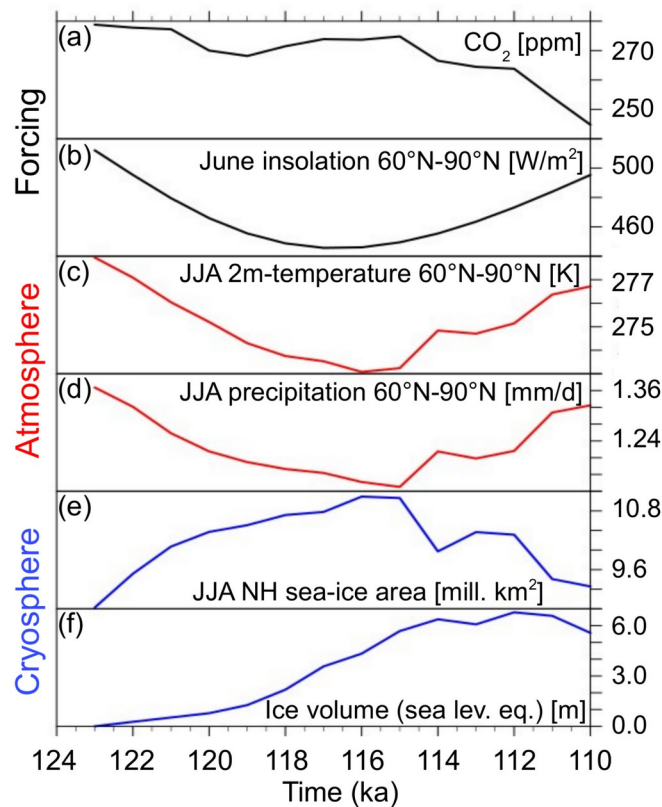 (a)
CO₂ [ppm]
270
250
(b)
June insolation 60°N-90°N [W/m²]
500
460
(c)
JJA 2m-temperature 60°N-90°N [K]
277
275
(d)
JJA precipitation 60°N-90°N [mm/d]
1.36
1.24
(e)
10.8
9.6
JJA NH sea-ice area [mill. km²]
(f)
6.0
3.0
Ice volume (sea lev. eq.) [m]
0.0
Forcing
Atmosphere
Cryosphere
124 122 120 118 116 114 112 110
Time (ka)